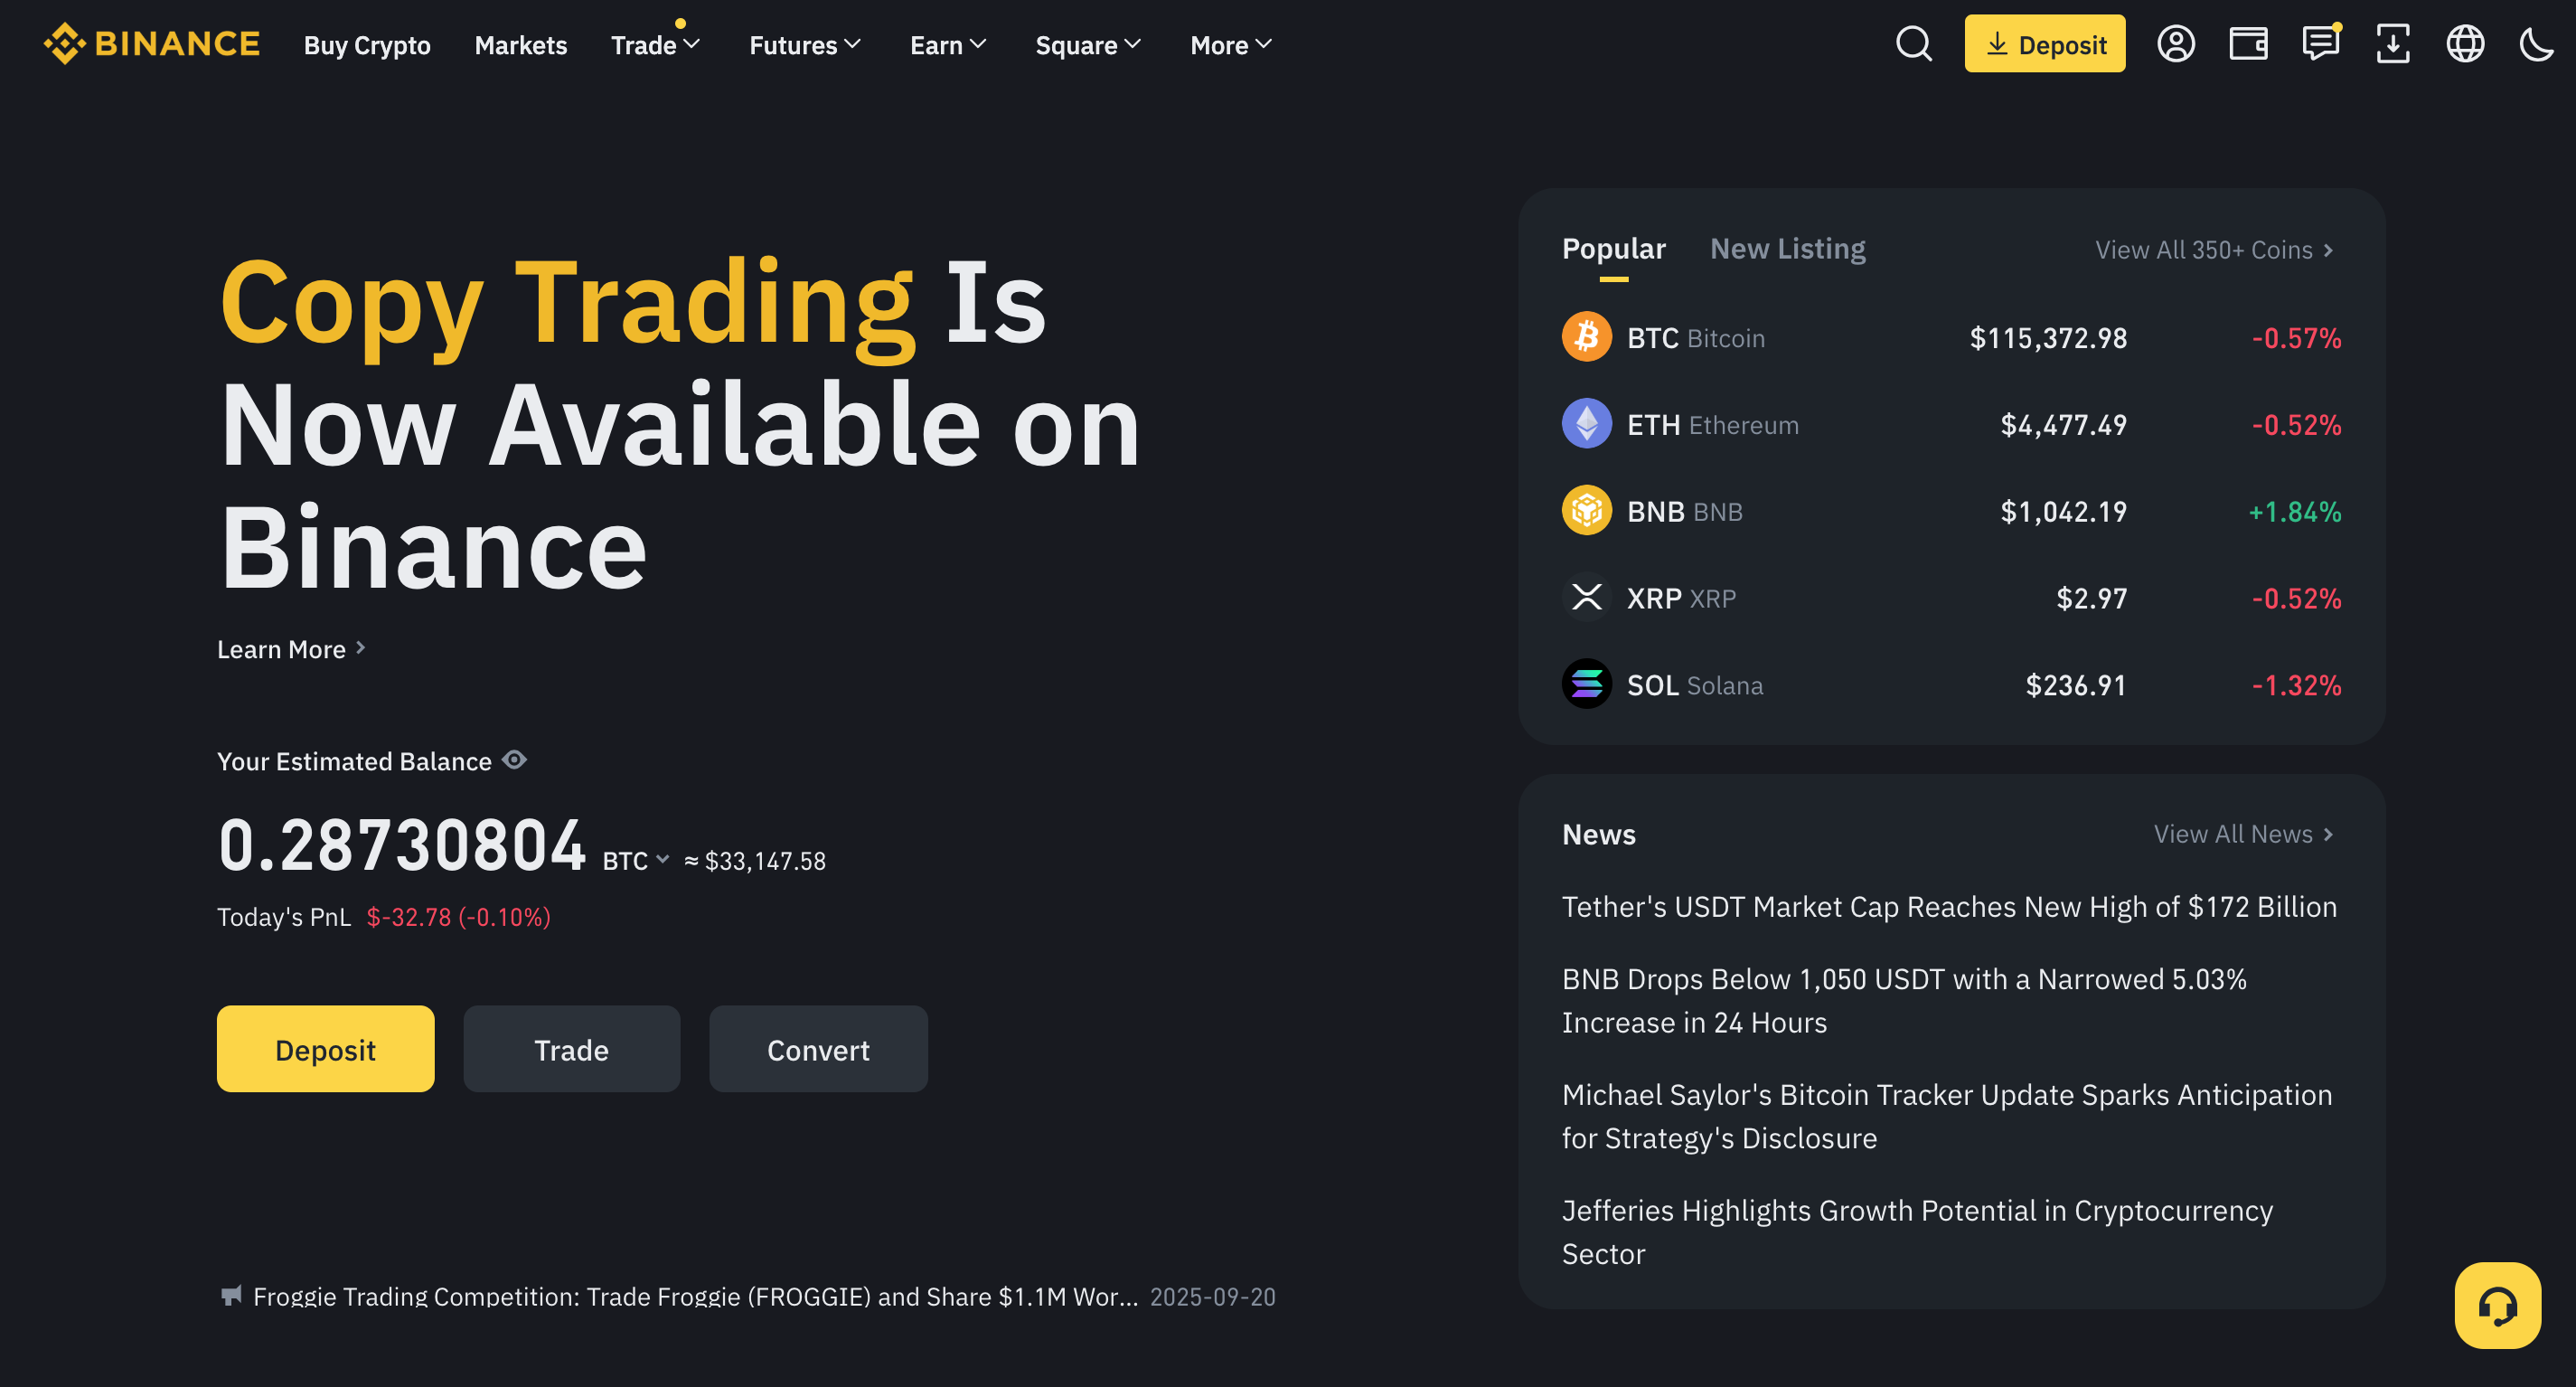 BINANCE Buy Crypto Markets Trade Futures Earn Square More Deposit
Copy Trading Is
Now Available on
Binance
Learn More
Your Estimated Balance
0.28730804 BTC ≈ $33,147.58
Today's PnL $-32.78 (-0.10%)
Deposit Trade Convert
Froggie Trading Competition: Trade Froggie (FROGGIE) and Share $1.1M Wor... 2025-09-20
Popular New Listing View All 350+ Coins
BTC Bitcoin $115,372.98 -0.57%
ETH Ethereum $4,477.49 -0.52%
BNB BNB $1,042.19 +1.84%
XRP XRP $2.97 -0.52%
SOL Solana $236.91 -1.32%
News View All News
Tether's USDT Market Cap Reaches New High of $172 Billion
BNB Drops Below 1,050 USDT with a Narrowed 5.03%
Increase in 24 Hours
Michael Saylor's Bitcoin Tracker Update Sparks Anticipation
for Strategy's Disclosure
Jefferies Highlights Growth Potential in Cryptocurrency
Sector